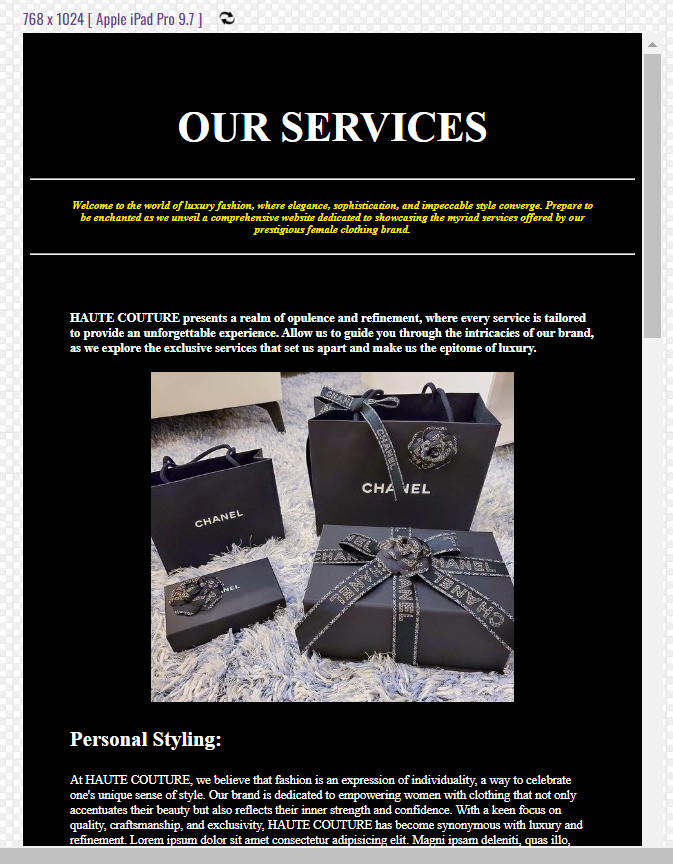 768 x 1024 [ Apple iPad Pro 9.7 ]
OUR SERVICES
Welcome to the world of luxury fashion, where elegance, sophistication, and impeccable style converge. Prepare to
be enchanted as we unveil a comprehensive website dedicated to showcasing the myriad services offered by our
prestigious female clothing brand.
HAUTE COUTURE presents a realm of opulence and refinement, where every service is tailored
to provide an unforgettable experience. Allow us to guide you through the intricacies of our brand,
as we explore the exclusive services that set us apart and make us the epitome of luxury.
CHANEL
CHANEL
CHANEL
CHANEL
CHANEL
CHANEL
CHANEL
Personal Styling:
At HAUTE COUTURE, we believe that fashion is an expression of individuality, a way to celebrate
one's unique sense of style. Our brand is dedicated to empowering women with clothing that not only
accentuates their beauty but also reflects their inner strength and confidence. With a keen focus on
quality, craftsmanship, and exclusivity, HAUTE COUTURE has become synonymous with luxury and
refinement. Lorem ipsum dolor sit amet consectetur adipisicing elit. Magni ipsam deleniti, quas illo,